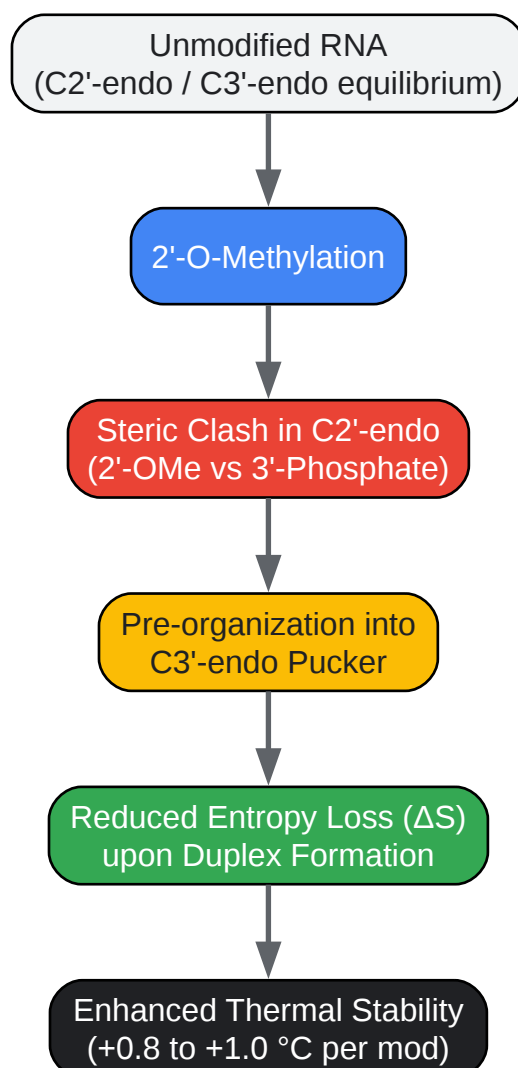 Unmodified RNA
(C2'-endo / C3'-endo equilibrium)
2'-O-Methylation
Steric Clash in C2'-endo
(2'-OMe vs 3'-Phosphate)
Pre-organization into
C3'-endo Pucker
Reduced Entropy Loss (ΔS)
upon Duplex Formation
Enhanced Thermal Stability
(+0.8 to +1.0 °C per mod)